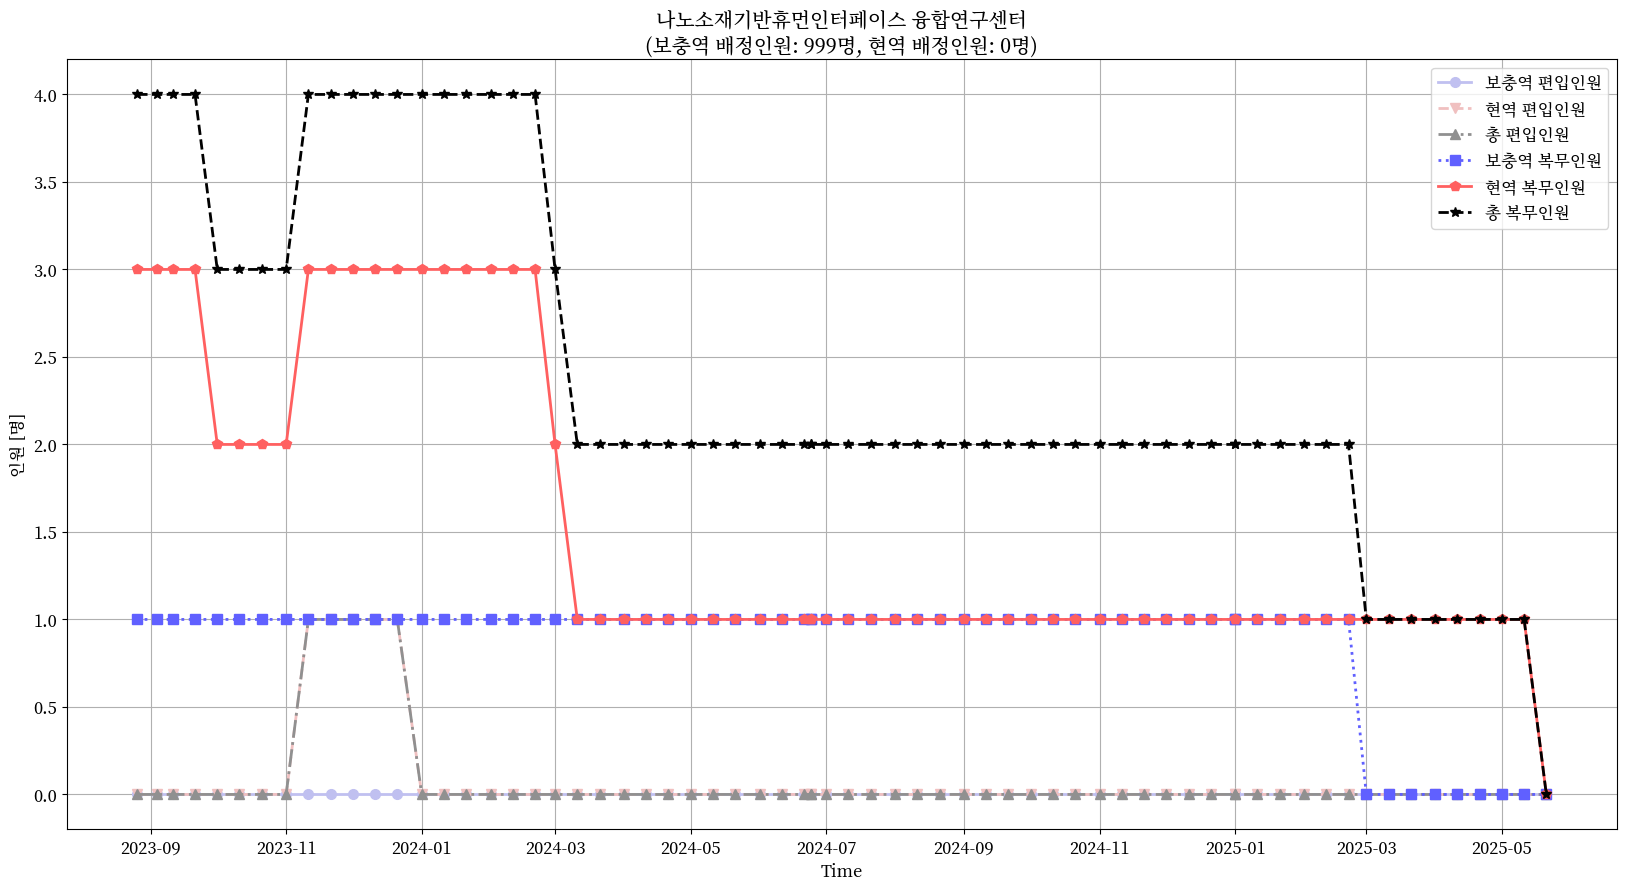 나노소재기반휴먼인터페이스 융합연구센터
(보충역 배정인원: 999명, 현역 배정인원: 0명)
보충역 편입인원
현역 편입인원
총 편입인원
보충역 복무인원
현역 복무인원
총 복무인원
인원 [명]
4.0
3.5
3.0
2.5
2.0
1.5
1.0
0.5
0.0
2023-09 2023-11 2024-01 2024-03 2024-05 2024-07 2024-09 2024-11 2025-01 2025-03 2025-05
Time